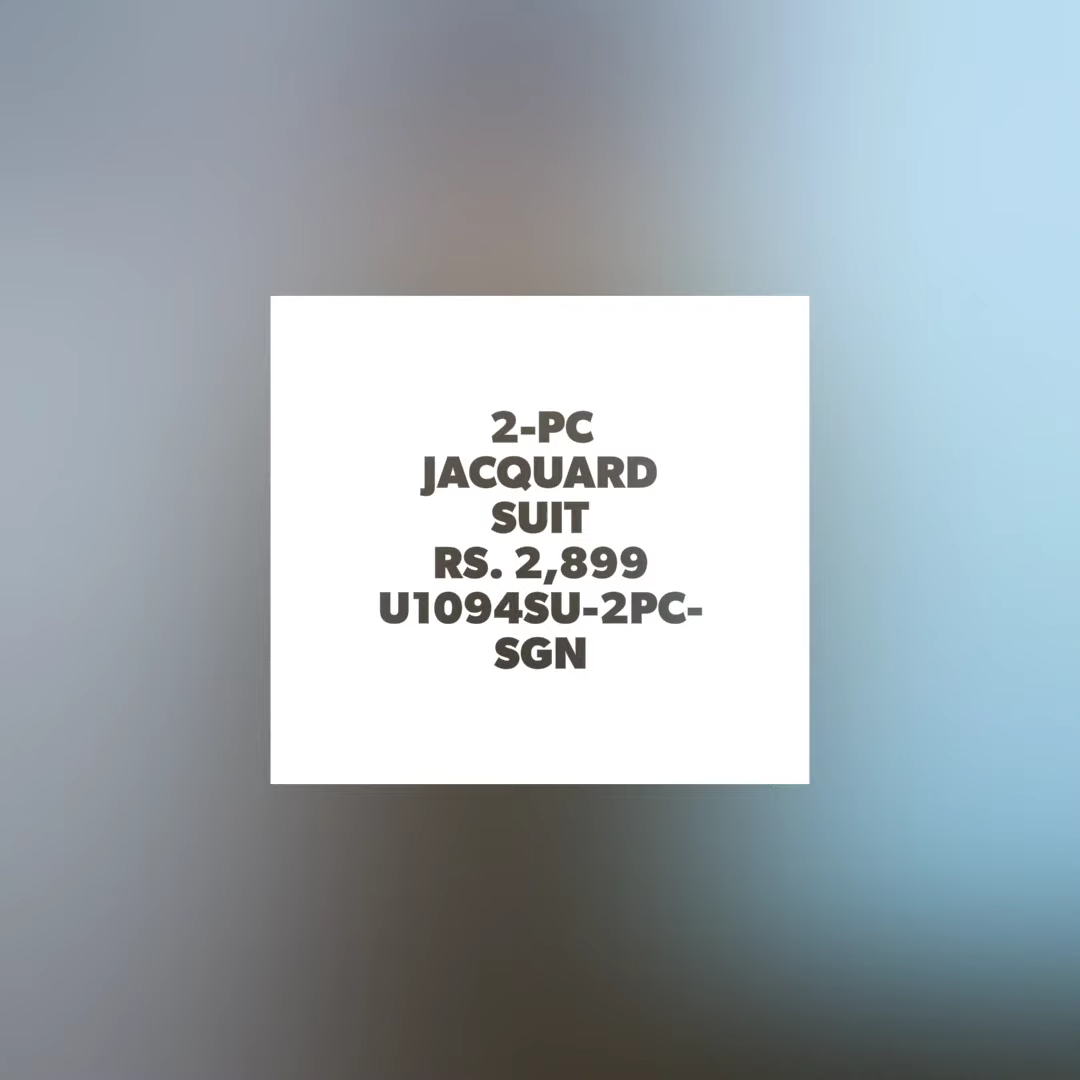 2-PC
JACQUARD
SUIT
RS. 2,899
U1094SU-2PC-
SGN